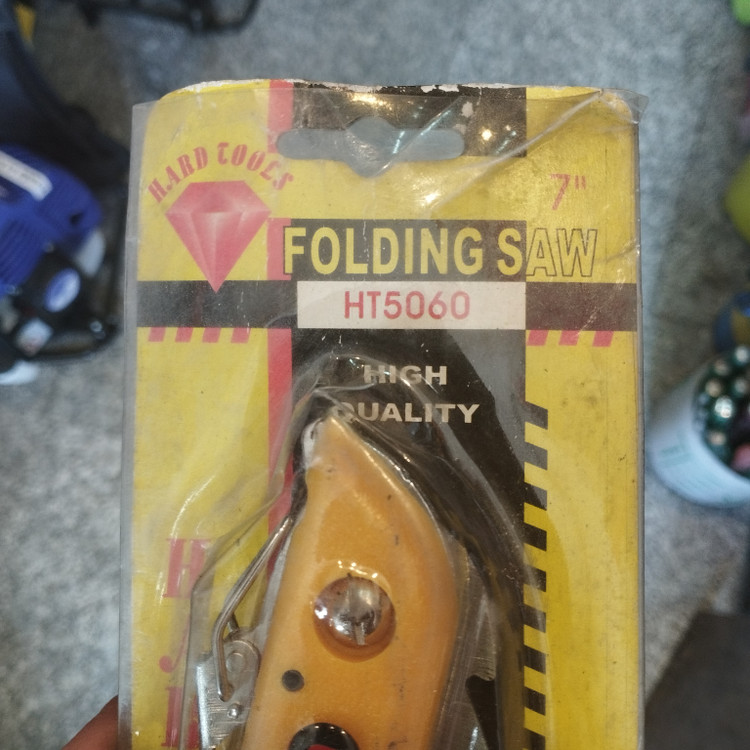 HARD TOOLS
7"
FOLDING SAW
HT5060
HIGH
QUALITY
H